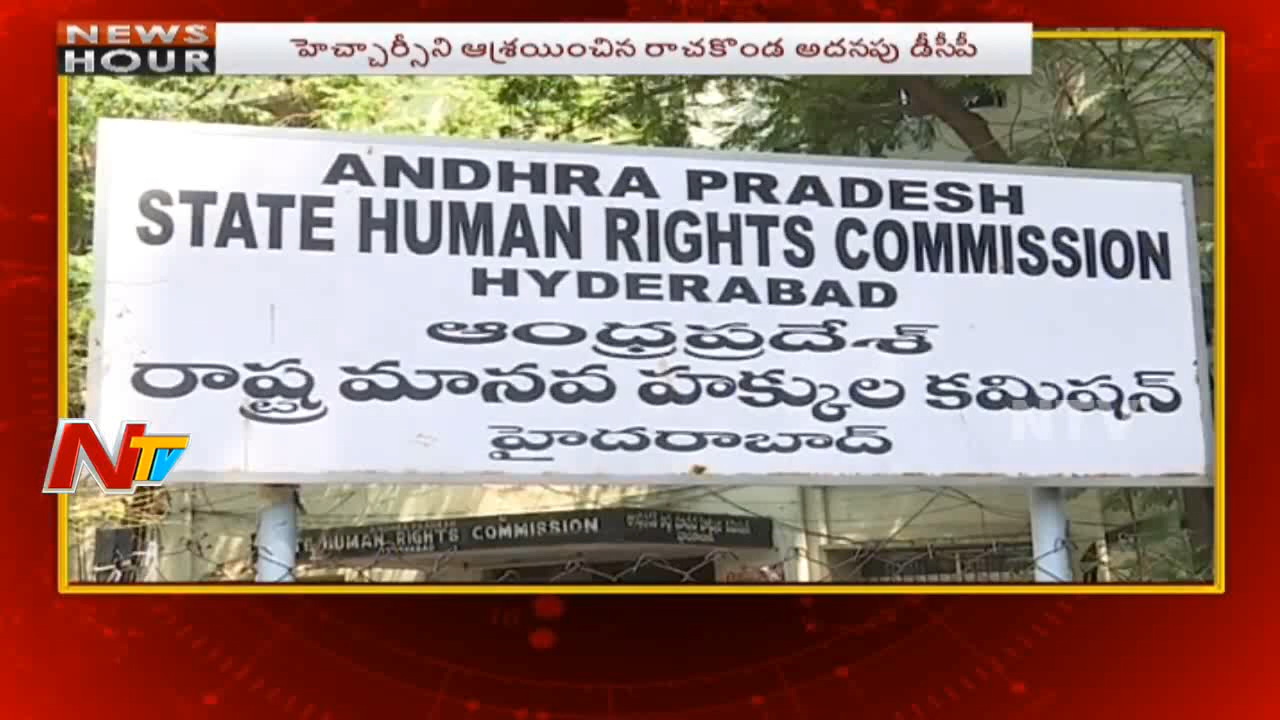 NEWS
HOUR
హెచ్చార్సీని ఆశ్రయించిన రాచకొండ అదనపు డీసీపీ
ANDHRA PRADESH
STATE HUMAN RIGHTS COMMISSION
HYDERABAD
ఆంధ్రప్రదేశ్
రాష్ట్ర మానవ హక్కుల కమిషన్
హైదరాబాద్
NTV
NTV
HUMAN RIGHTS COMMISSION